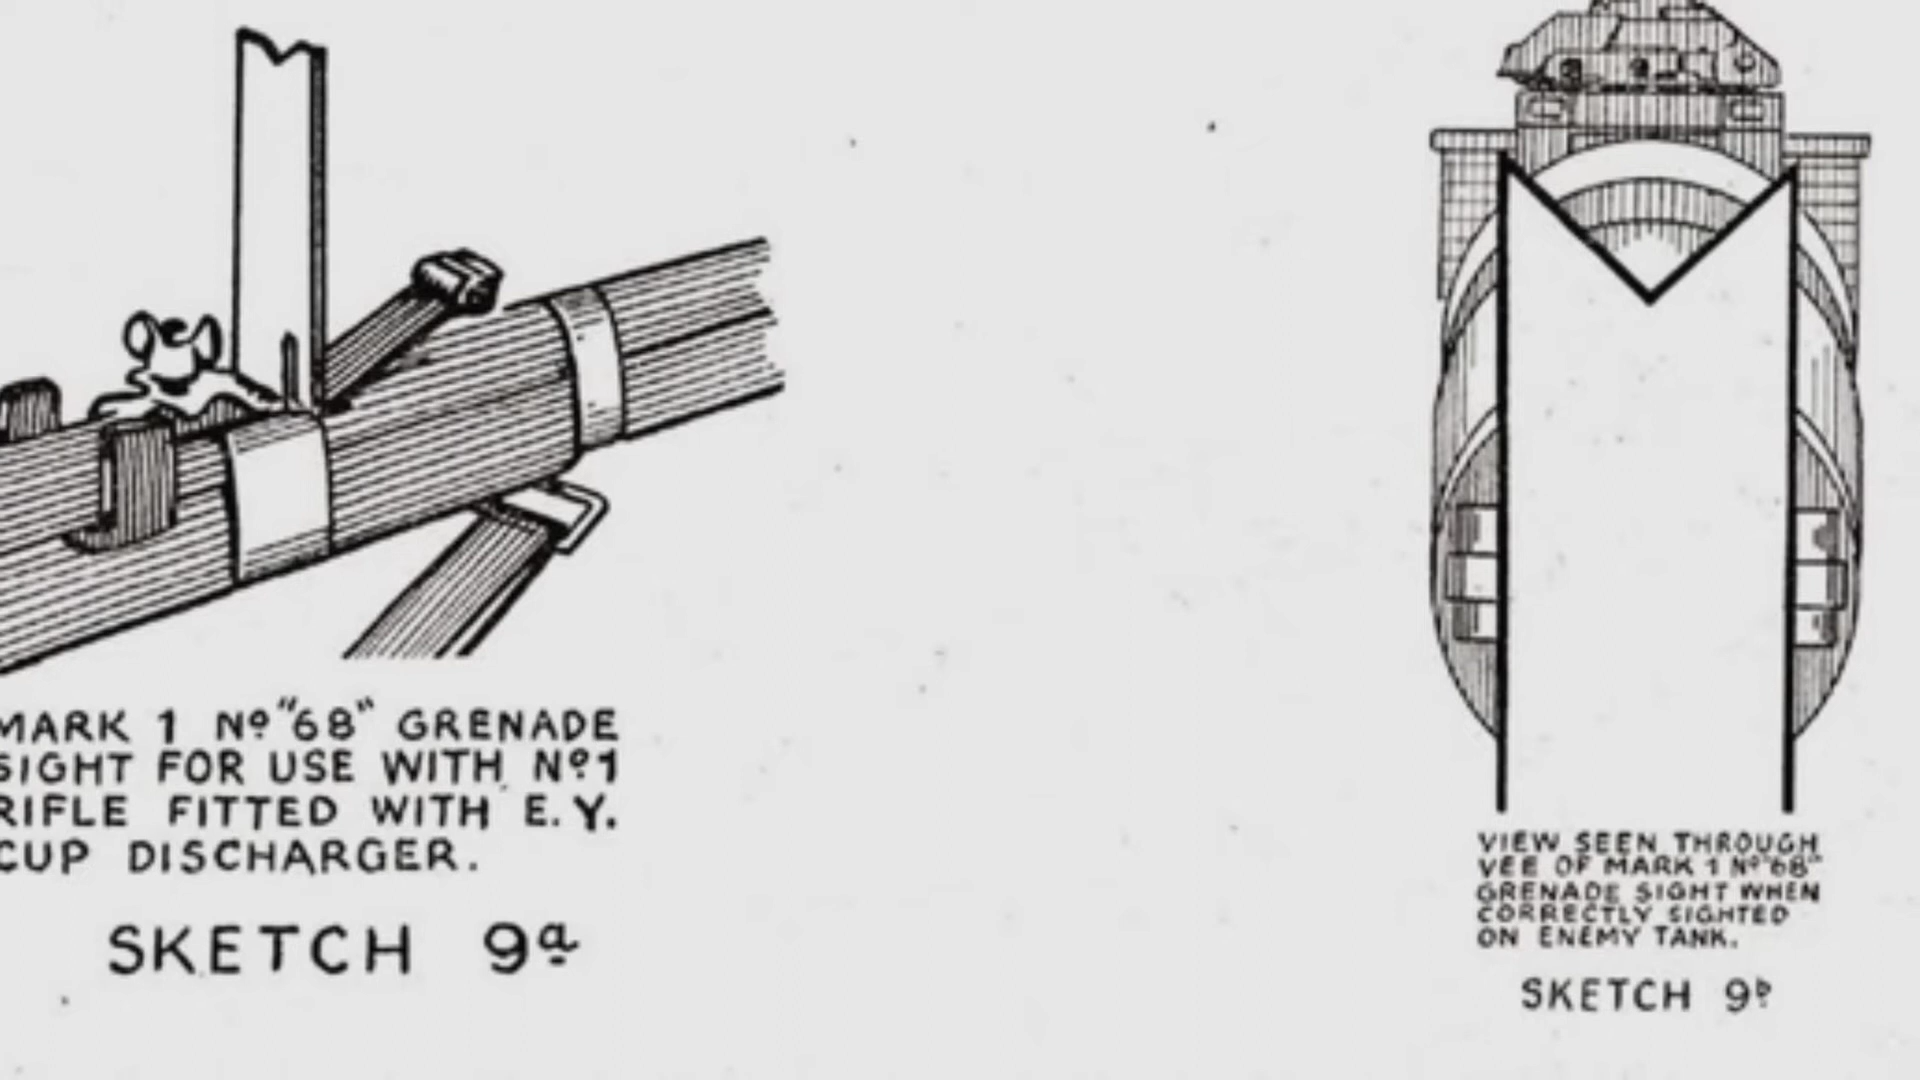 MARK 1 Nº "68" GRENADE
SIGHT FOR USE WITH Nº1
RIFLE FITTED WITH E.Y.
CUP DISCHARGER.
SKETCH 9a
VIEW SEEN THROUGH
VEE OF MARK 1 Nº "68"
GRENADE SIGHT WHEN
CORRECTLY SIGHTED
ON ENEMY TANK.
SKETCH 9b